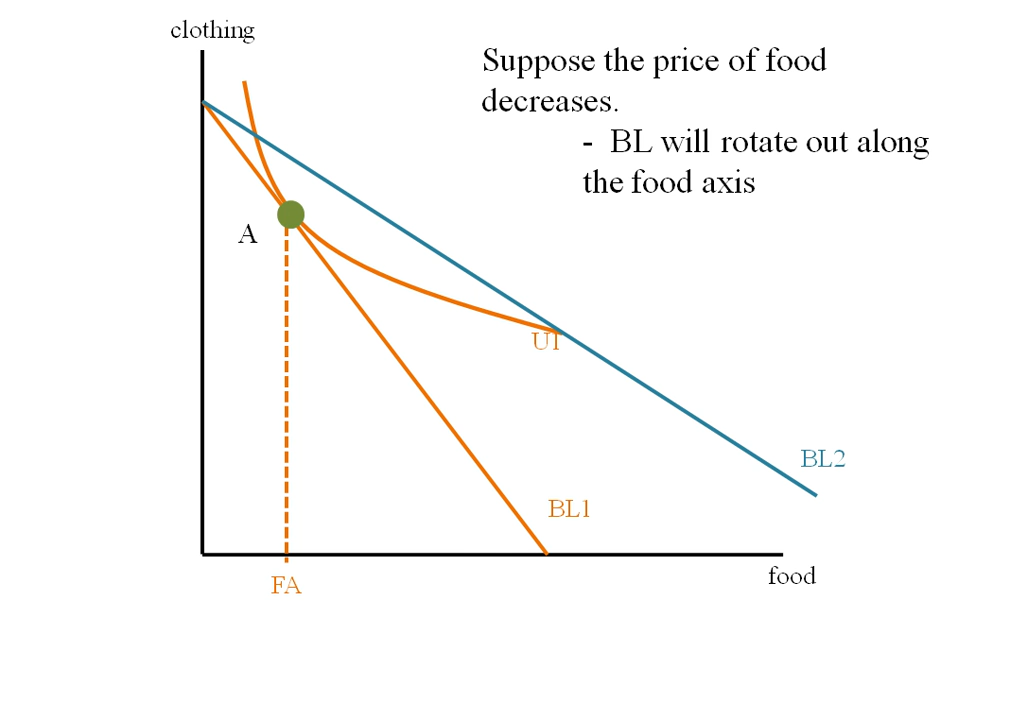 clothing
Suppose the price of food
decreases.
- BL will rotate out along
the food axis
A
U1
BL2
BL1
food
FA